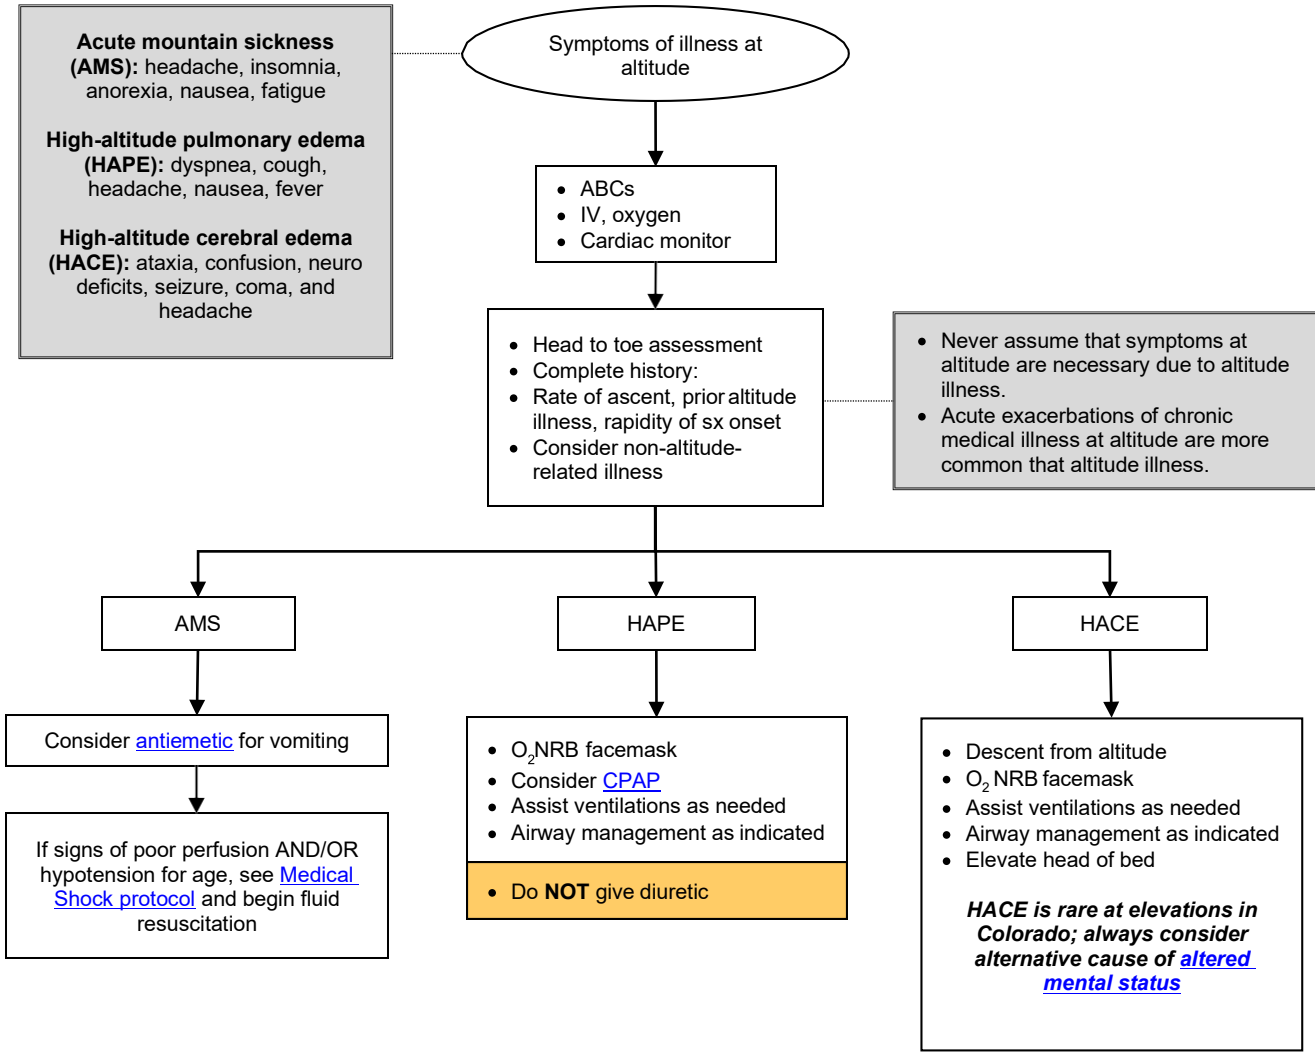 Acute mountain sickness
(AMS): headache, insomnia,
anorexia, nausea, fatigue
High-altitude pulmonary edema
(HAPE): dyspnea, cough,
headache, nausea, fever
High-altitude cerebral edema
(HACE): ataxia, confusion, neuro
deficits, seizure, coma, and
headache
Symptoms of illness at
altitude
• ABCs
• IV, oxygen
• Cardiac monitor
• Head to toe assessment
• Complete history:
• Rate of ascent, prior altitude
illness, rapidity of sx onset
• Consider non-altitude-
related illness
• Never assume that symptoms at
altitude are necessary due to altitude
illness.
• Acute exacerbations of chronic
medical illness at altitude are more
common that altitude illness.
AMS
Consider antiemetic for vomiting
If signs of poor perfusion AND/OR
hypotension for age, see Medical
Shock protocol and begin fluid
resuscitation
HAPE
• O₂NRB facemask
• Consider CPAP
• Assist ventilations as needed
• Airway management as indicated
• Do NOT give diuretic
HACE
• Descent from altitude
• O₂ NRB facemask
• Assist ventilations as needed
• Airway management as indicated
• Elevate head of bed
HACE is rare at elevations in
Colorado; always consider
alternative cause of altered
mental status